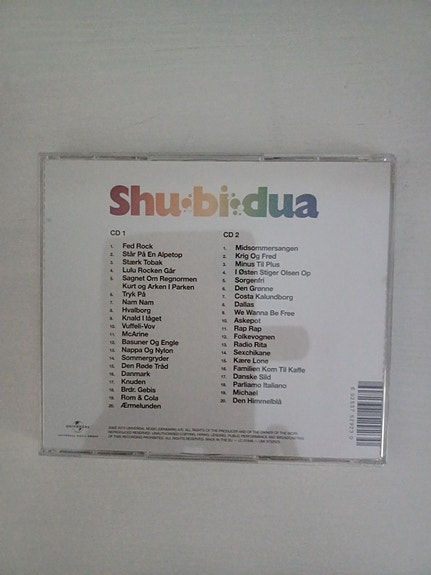 Shu·bi·dua
CD 1
1. Fed Rock
2. Står På En Alpetop
3. Stærk Tobak
4. Lulu Rocken Går
5. Sagnet Om Regnormen
Kurt og Arken I Parken
6. Tryk På
7. Nam Nam
8. Hvalborg
9. Knald I låget
10. Vuffeli-Vov
11. McArine
12. Basuner Og Engle
13. Nappa Og Nylon
14. Sommergryder
15. Den Røde Tråd
16. Danmark
17. Knuden
18. Brdr. Gebis
19. Rom & Cola
20. Ærmelunden
CD 2
1. Midsommersangen
2. Krig Og Fred
3. Minus Til Plus
4. I Østen Stiger Olsen Op
5. Sorgenfri
6. Den Grønne
7. Costa Kalundborg
8. Dallas
9. We Wanna Be Free
10. Askepot
11. Rap Rap
12. Folkevognen
13. Radio Rita
14. Sexchikane
15. Kære Lone
16. Familien Kom Til Kaffe
17. Danske Sild
18. Parliamo Italiano
19. Michael
20. Den Himmelblå
UNIVERSAL